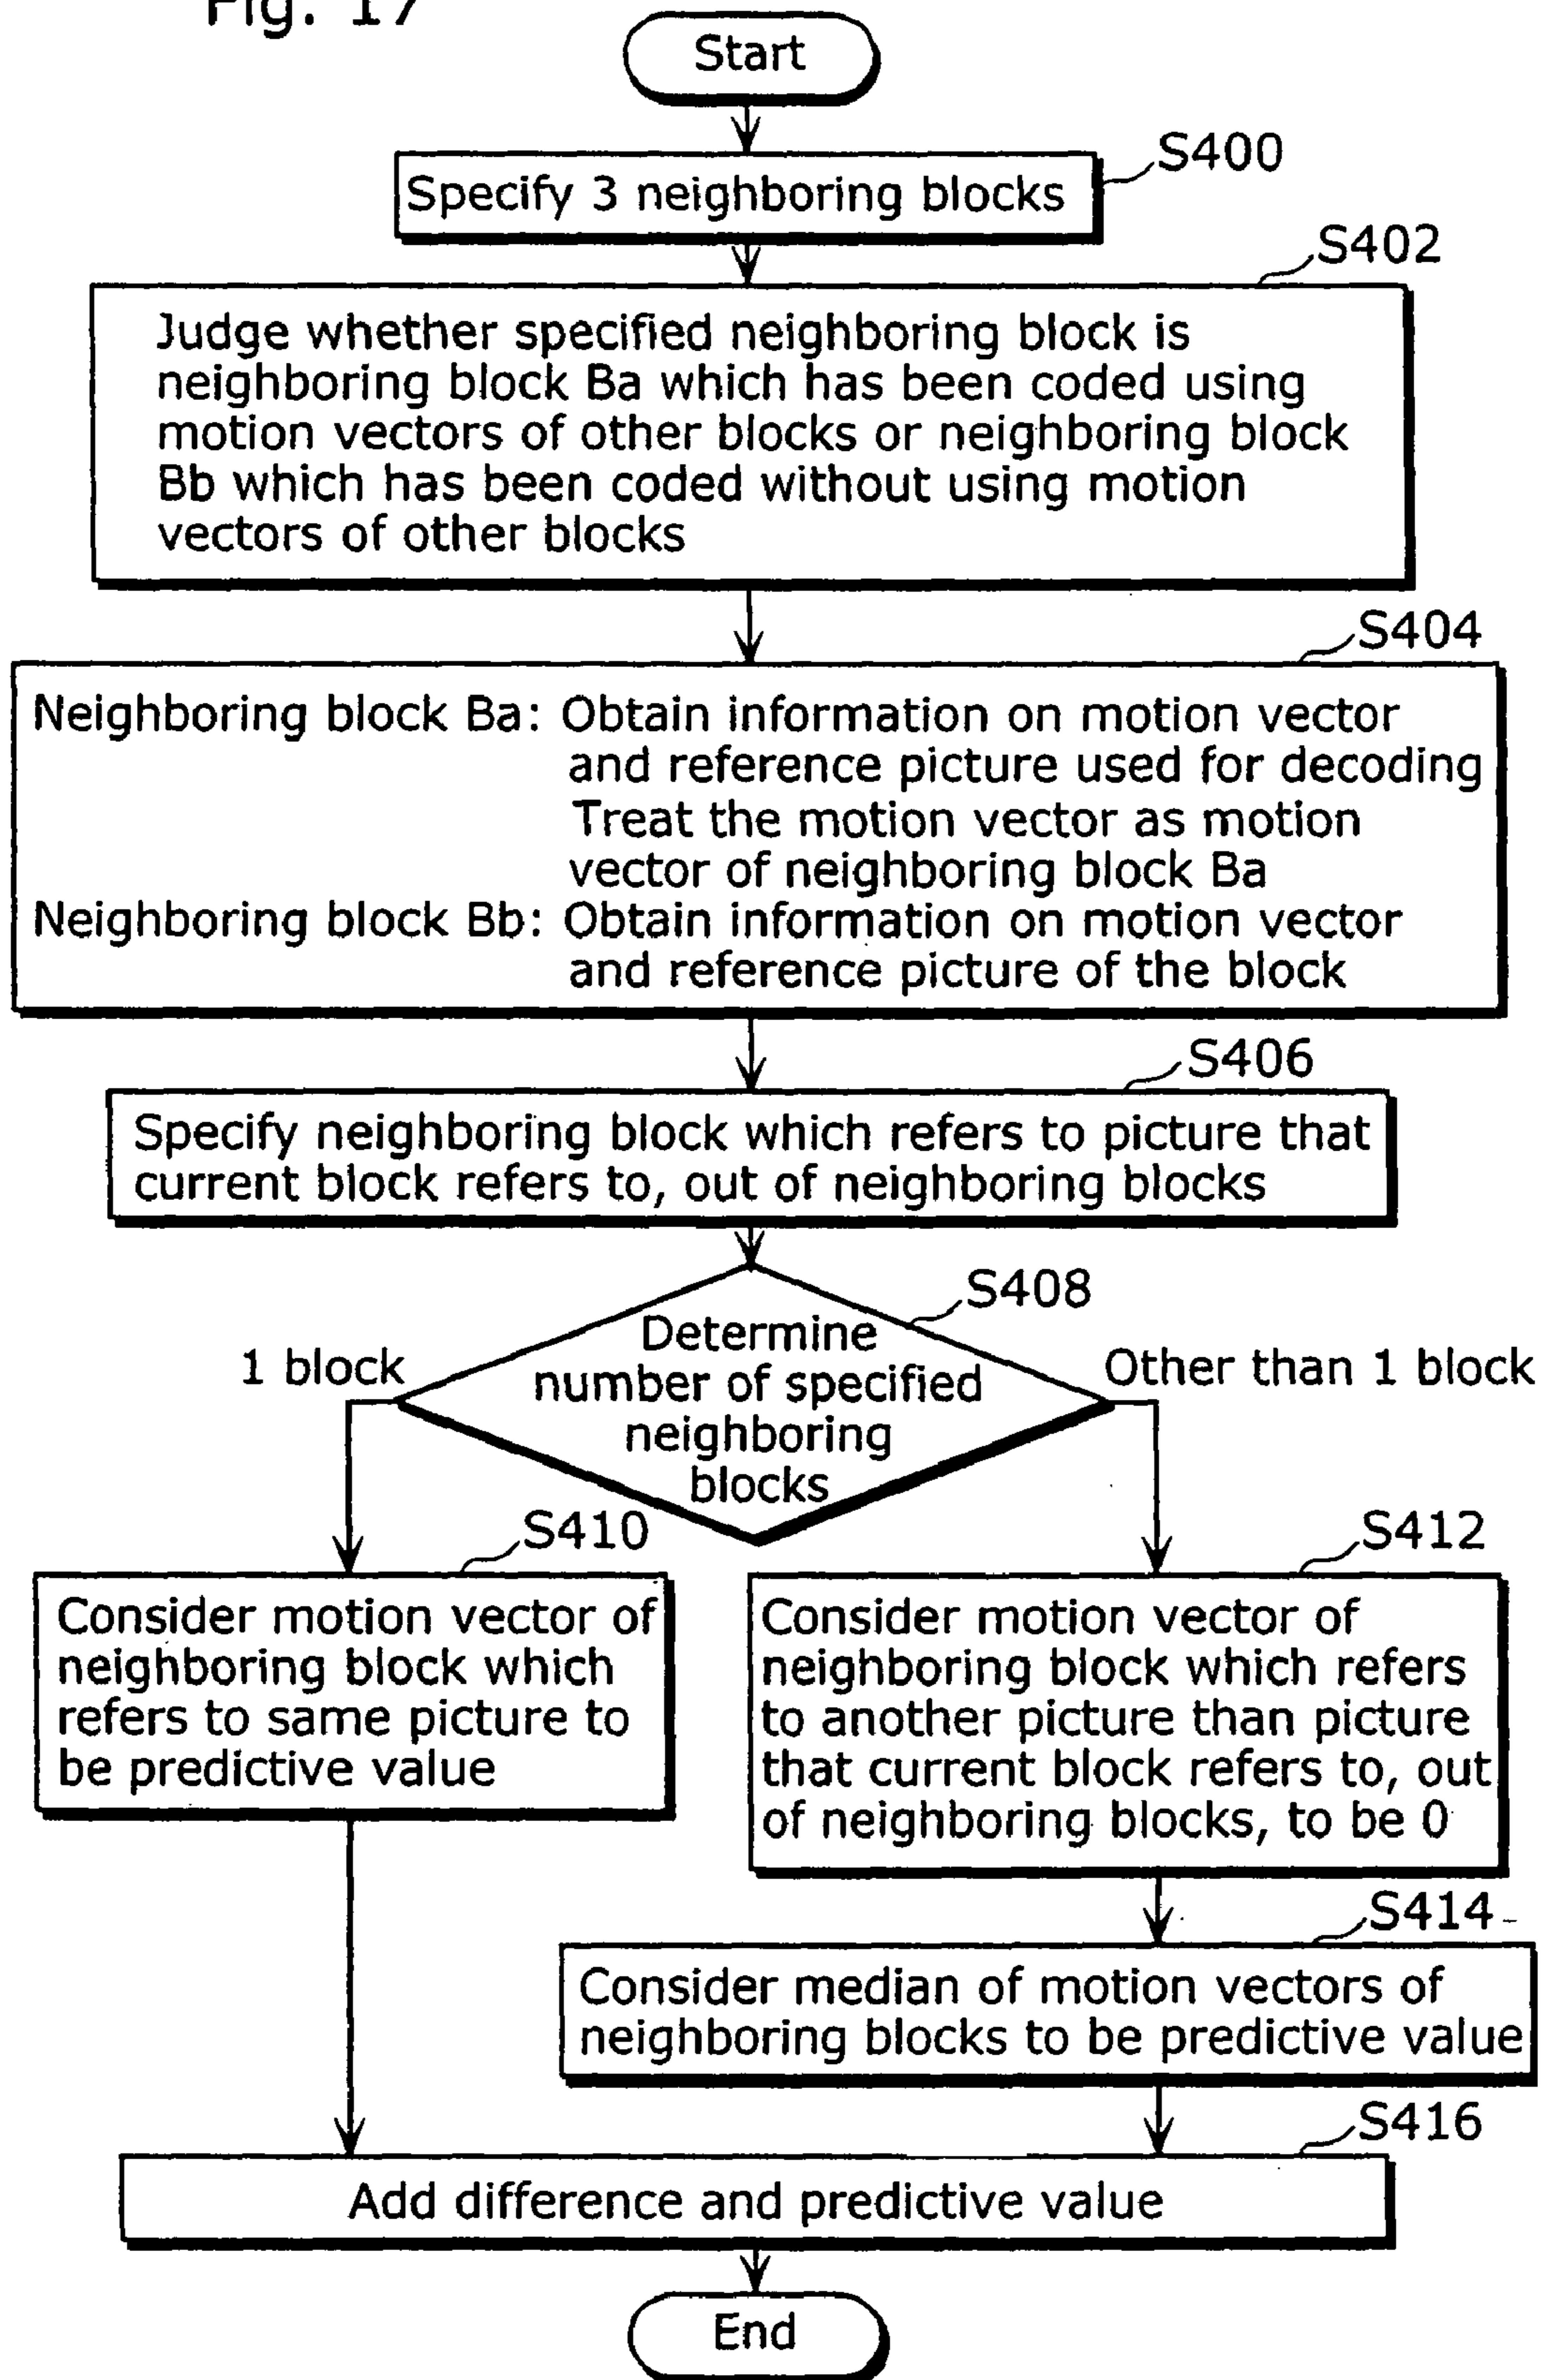 Fig. 17
Start
S400
Specify 3 neighboring blocks
S402
Judge whether specified neighboring block is
neighboring block Ba which has been coded using
motion vectors of other blocks or neighboring block
Bb which has been coded without using motion
vectors of other blocks
S404
Neighboring block Ba: Obtain information on motion vector
and reference picture used for decoding
Treat the motion vector as motion
vector of neighboring block Ba
Neighboring block Bb: Obtain information on motion vector
and reference picture of the block
S406
Specify neighboring block which refers to picture that
current block refers to, out of neighboring blocks
S408
Determine
number of specified
neighboring
blocks
1 block
Other than 1 block
S410
Consider motion vector of
neighboring block which
refers to same picture to
be predictive value
S412
Consider motion vector of
neighboring block which refers
to another picture than picture
that current block refers to, out
of neighboring blocks, to be 0
S414
Consider median of motion vectors of
neighboring blocks to be predictive value
S416
Add difference and predictive value
End